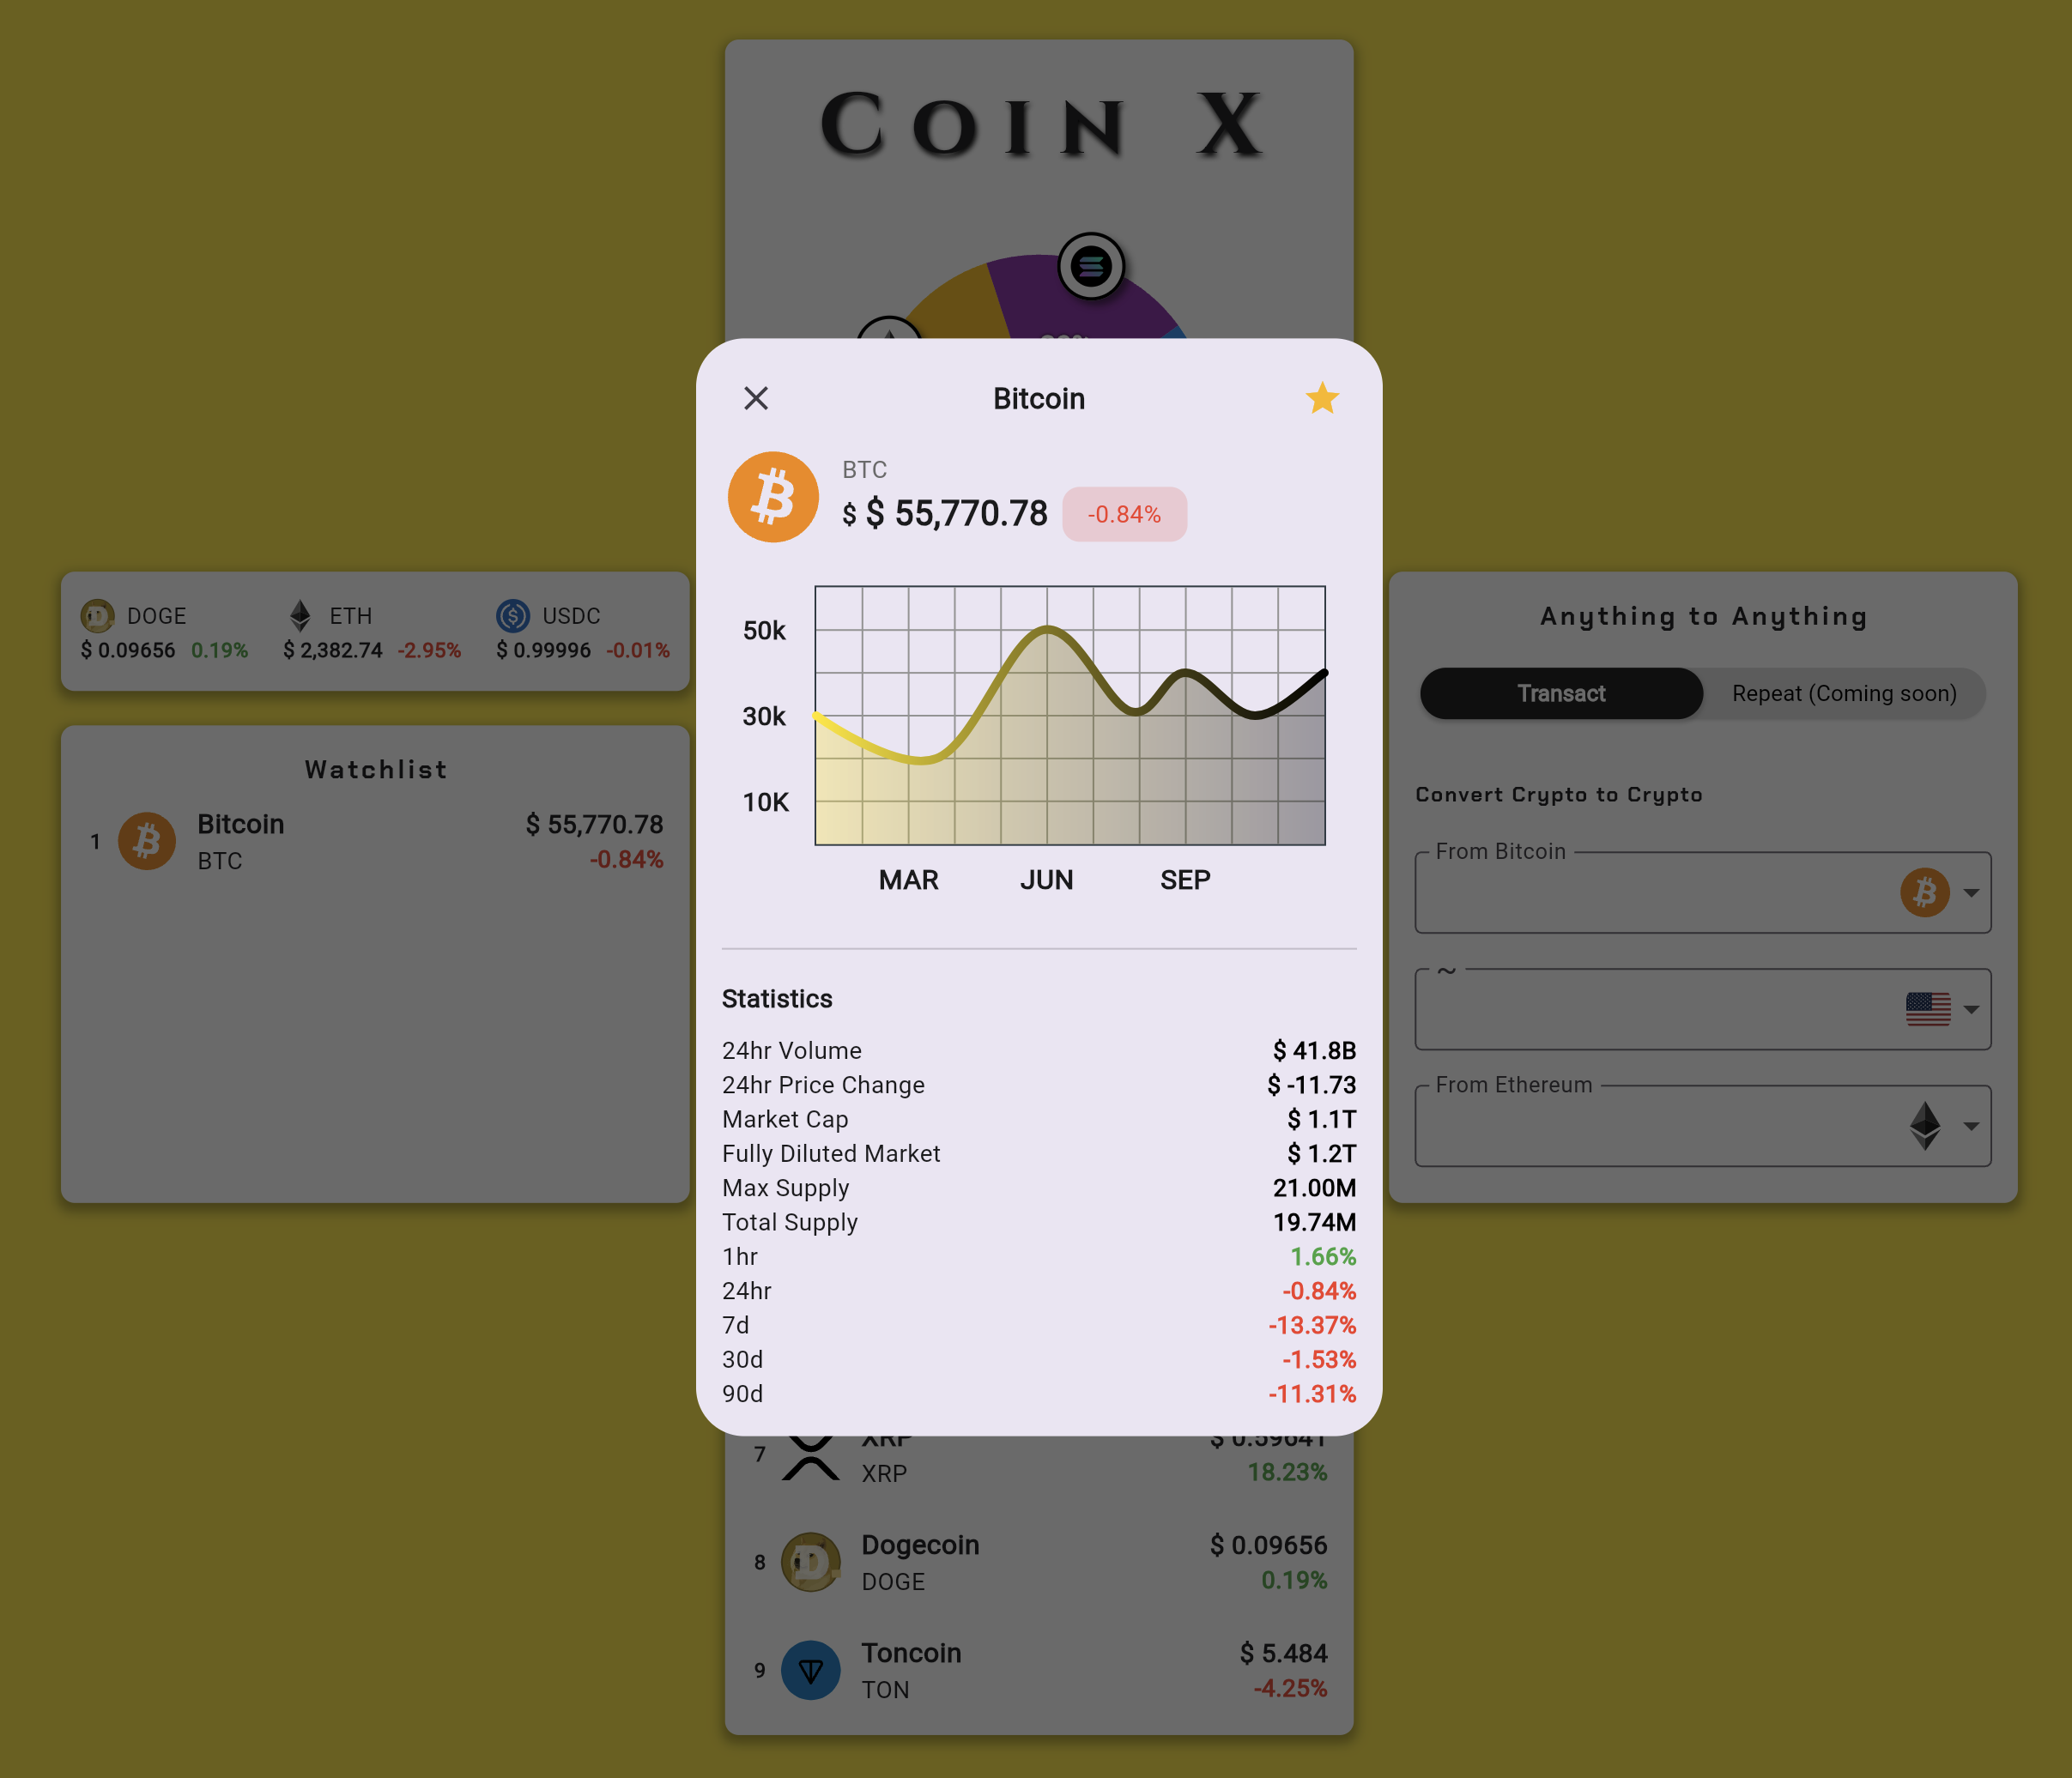 COIN X
DOGE
$ 0.09656 0.19%
ETH
$ 2,382.74 -2.95%
USDC
$ 0.99996 -0.01%
Watchlist
1
Bitcoin
BTC
$ 55,770.78
-0.84%
Bitcoin
BTC
$ $ 55,770.78 -0.84%
50k
30k
10K
MAR JUN SEP
Statistics
24hr Volume $ 41.8B
24hr Price Change $ -11.73
Market Cap $ 1.1T
Fully Diluted Market $ 1.2T
Max Supply 21.00M
Total Supply 19.74M
1hr 1.66%
24hr -0.84%
7d -13.37%
30d -1.53%
90d -11.31%
7
XRP $ 0.59641
XRP 18.23%
8
Dogecoin $ 0.09656
DOGE 0.19%
9
Toncoin $ 5.484
TON -4.25%
Anything to Anything
Transact Repeat (Coming soon)
Convert Crypto to Crypto
From Bitcoin
~
From Ethereum